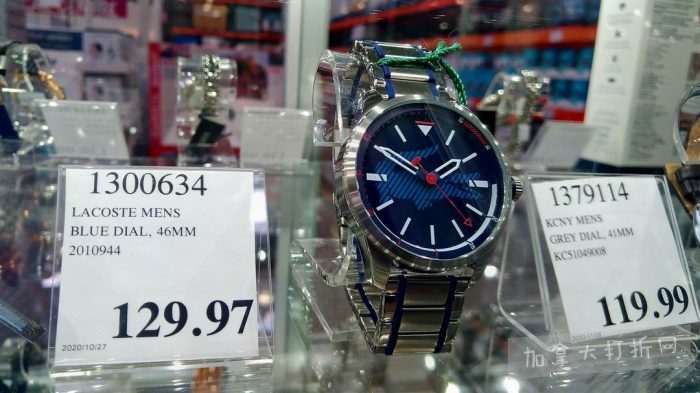 1300634
LACOSTE MENS
BLUE DIAL, 46MM
2010944
129.97
2020/10/27
1379114
KCNY MENS
GREY DIAL, 41MM
KC51049008
119.99
加拿大打折网